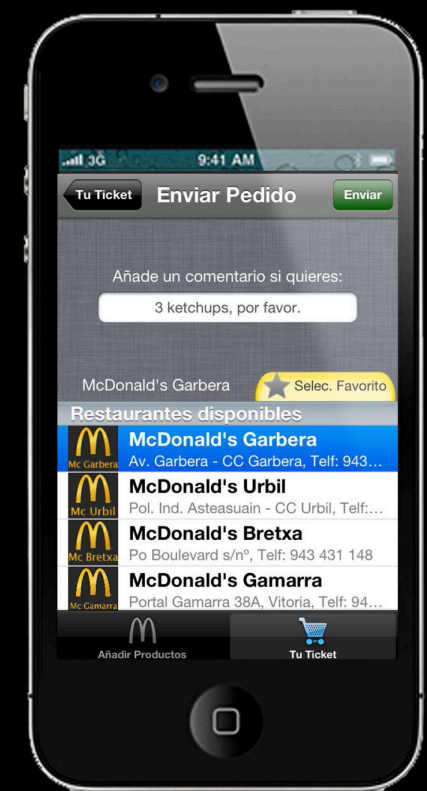 3G 9:41 AM
Tu Ticket Enviar Pedido Enviar
Añade un comentario si quieres:
3 ketchups, por favor.
McDonald's Garbera Selec. Favorito
Restaurantes disponibles
McDonald's Garbera
Mc Garbera Av. Garbera - CC Garbera, Telf: 943...
McDonald's Urbil
Mc Urbil Pol. Ind. Asteasuain - CC Urbil, Telf:...
McDonald's Bretxa
Mc Bretxa Po Boulevard s/nº, Telf: 943 431 148
McDonald's Gamarra
Mc Gamarra Portal Gamarra 38A, Vitoria, Telf: 94...
Añadir Productos Tu Ticket